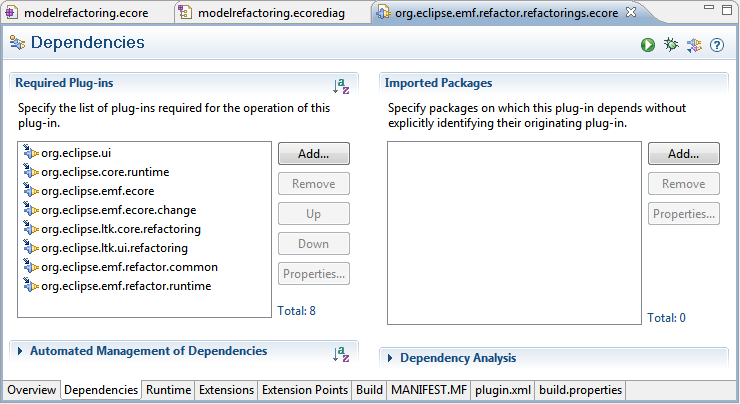 modelrefactoring.ecore
modelrefactoring.ecorediag
org.eclipse.emf.refactor.refactorings.ecore
Dependencies
Required Plug-ins
Specify the list of plug-ins required for the operation of this
plug-in.
org.eclipse.ui
org.eclipse.core.runtime
org.eclipse.emf.ecore
org.eclipse.emf.ecore.change
org.eclipse.ltk.core.refactoring
org.eclipse.ltk.ui.refactoring
org.eclipse.emf.refactor.common
org.eclipse.emf.refactor.runtime
Add...
Remove
Up
Down
Properties...
Total: 8
Automated Management of Dependencies
Imported Packages
Specify packages on which this plug-in depends without
explicitly identifying their originating plug-in.
Add...
Remove
Properties...
Total: 0
Dependency Analysis
Overview Dependencies Runtime Extensions Extension Points Build MANIFEST.MF plugin.xml build.properties